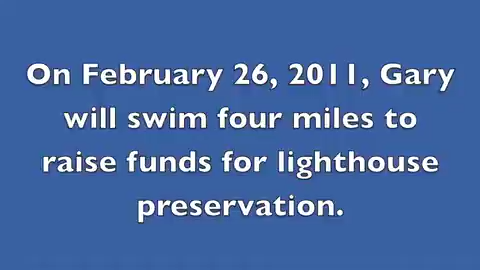 On February 26, 2011, Gary
will swim four miles to
raise funds for lighthouse
preservation.